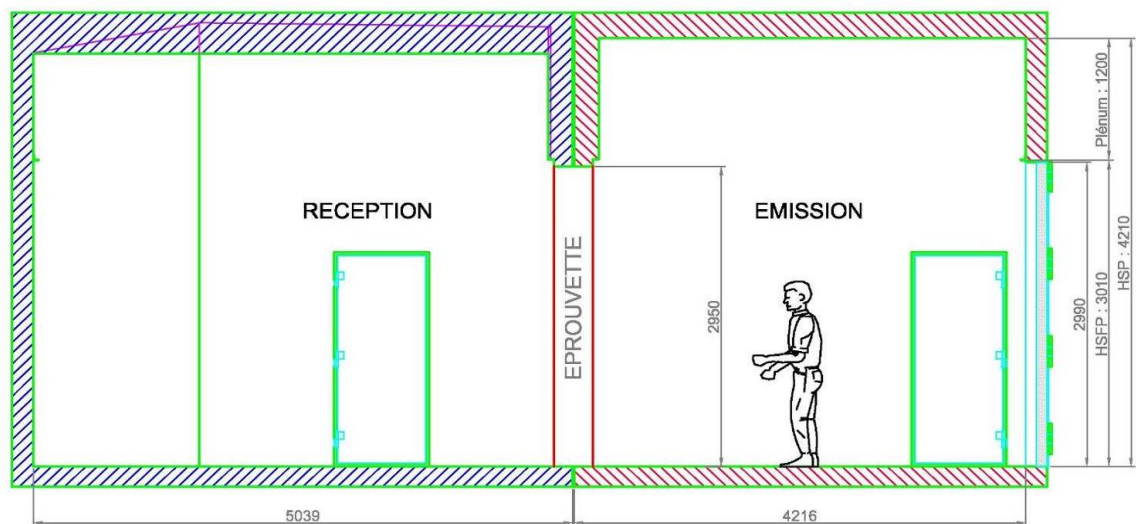 Plénum : 1200
RECEPTION
EMISSION
EPROUVETTE
2950
2990
HSFP : 3010
HSP : 4210
5039
4216